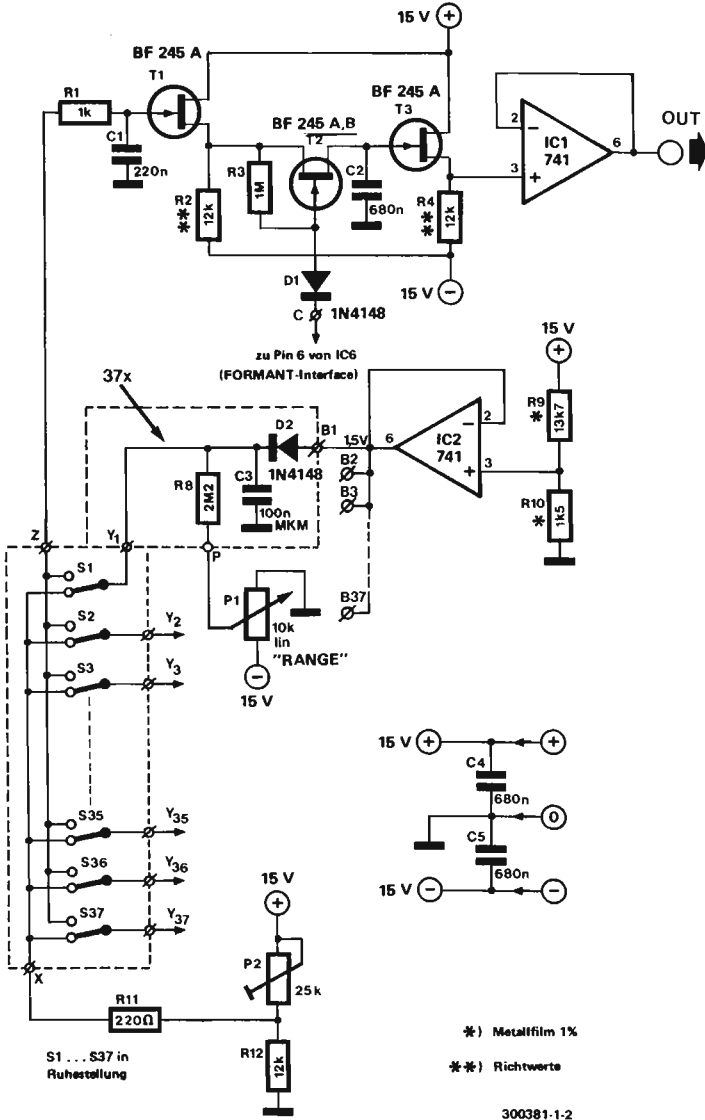 15 V +
BF 245 A
T1
R1
1k
C1
220n
BF 245 A
T3
BF 245 A,B
T2
R2
**
12k
R3
1M
C2
680n
R4
**
12k
2
−
3
+
IC1
741
6
OUT
D1
15 V −
C
1N4148
zu Pin 6 von IC6
(FORMANT-Interface)
15 V
+
37x
D2
B1
1N4148
1,5V
6
2
−
3
+
IC2
741
R9
*
13k7
B2
B3
R8
2M2
C3
100n
MKM
R10
*
1k5
Z
Y1
P
S1
P1
10k
lin
"RANGE"
−
15 V
B37
S2
Y2
S3
Y3
15 V + +
C4
680n
0
C5
680n
15 V − −
S35
Y35
S36
Y36
S37
Y37
15 V
+
X
P2
25k
R11
220Ω
R12
12k
S1 . . . S37 in
Ruhestellung
*) Metallfilm 1%
**) Richtwerte
300381-1-2